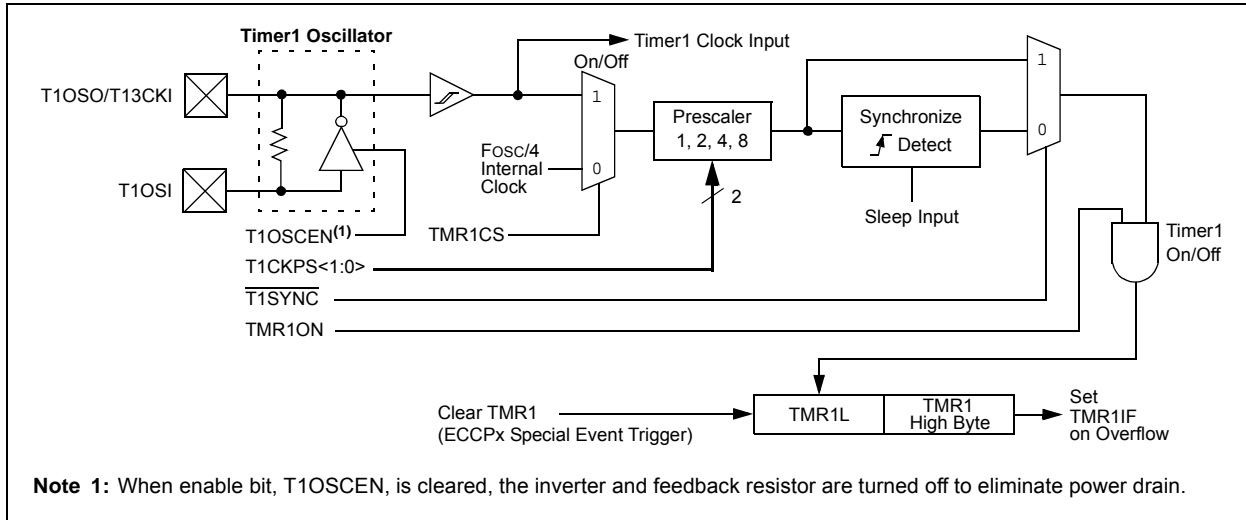 Timer1 Oscillator
Timer1 Clock Input
On/Off
1
T1OSO/T13CKI
1
Prescaler
1, 2, 4, 8
Synchronize
Detect
0
FOSC/4
Internal
Clock
0
T1OSI
2
Sleep Input
T1OSCEN(1)
TMR1CS
Timer1
On/Off
T1CKPS<1:0>
T1SYNC
TMR1ON
Clear TMR1
(ECCPx Special Event Trigger)
TMR1L
TMR1
High Byte
Set
TMR1IF
on Overflow
Note 1: When enable bit, T1OSCEN, is cleared, the inverter and feedback resistor are turned off to eliminate power drain.